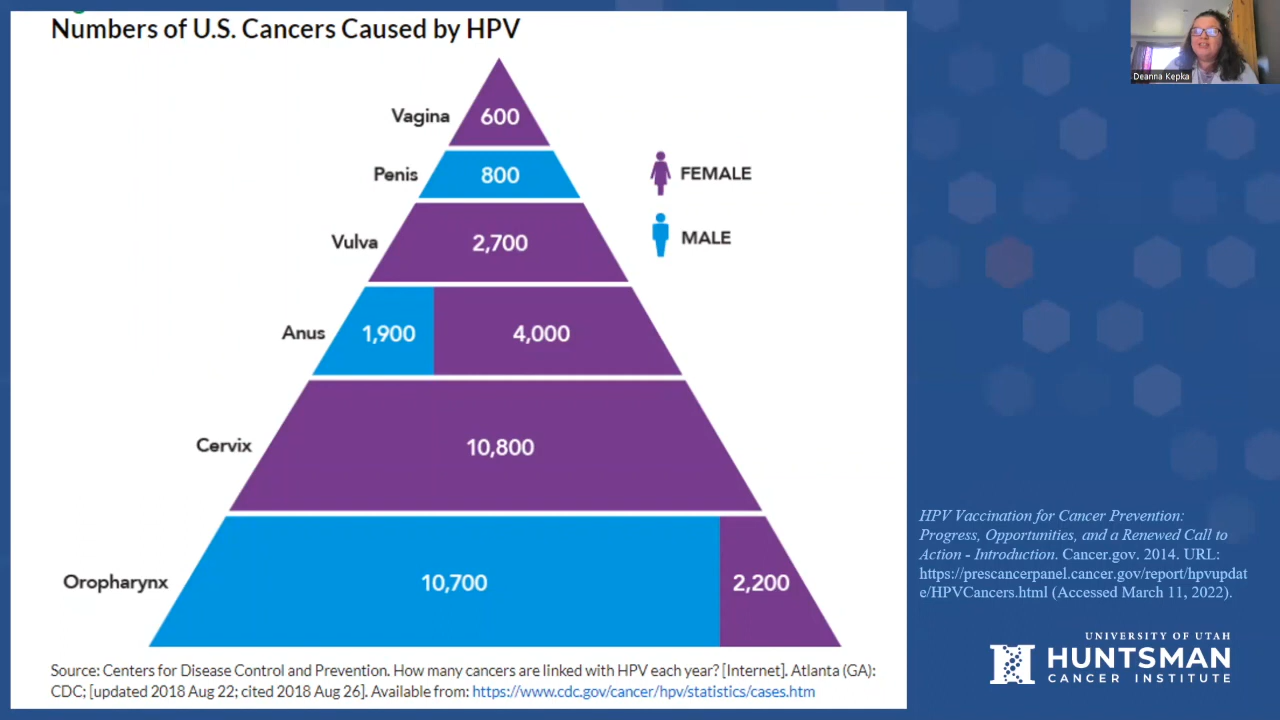 Numbers of U.S. Cancers Caused by HPV
Vagina 600
Penis 800
Vulva 2,700
Anus 1,900 4,000
Cervix 10,800
Oropharynx 10,700 2,200
FEMALE
MALE
Source: Centers for Disease Control and Prevention. How many cancers are linked with HPV each year? [Internet]. Atlanta (GA):
CDC; [updated 2018 Aug 22; cited 2018 Aug 26]. Available from: https://www.cdc.gov/cancer/hpv/statistics/cases.htm
Deanna Kepka
HPV Vaccination for Cancer Prevention:
Progress, Opportunities, and a Renewed Call to
Action - Introduction. Cancer.gov. 2014. URL:
https://prescancerpanel.cancer.gov/report/hpvupdat
e/HPVCancers.html (Accessed March 11, 2022).
UNIVERSITY OF UTAH
HUNTSMAN
CANCER INSTITUTE